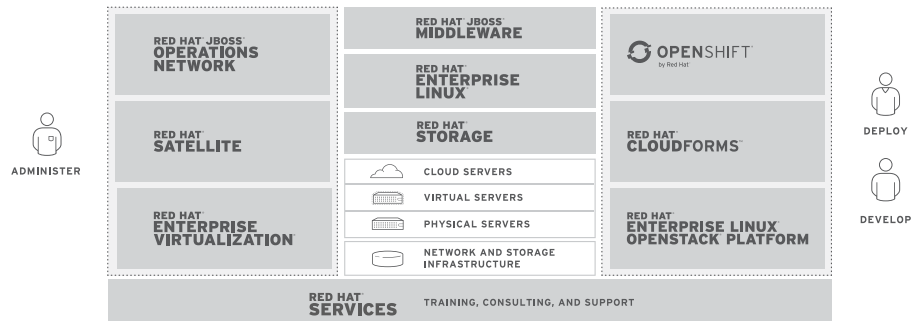 ADMINISTER
RED HAT® JBOSS®
OPERATIONS
NETWORK
RED HAT®
SATELLITE
RED HAT®
ENTERPRISE
VIRTUALIZATION®
RED HAT® JBOSS®
MIDDLEWARE
RED HAT®
ENTERPRISE
LINUX®
RED HAT®
STORAGE
CLOUD SERVERS
VIRTUAL SERVERS
PHYSICAL SERVERS
NETWORK AND STORAGE
INFRASTRUCTURE
OPENSHIFT™
by Red Hat®
RED HAT®
CLOUDFORMS™
RED HAT®
ENTERPRISE LINUX®
OPENSTACK® PLATFORM
DEPLOY
DEVELOP
RED HAT®
SERVICES
TRAINING, CONSULTING, AND SUPPORT